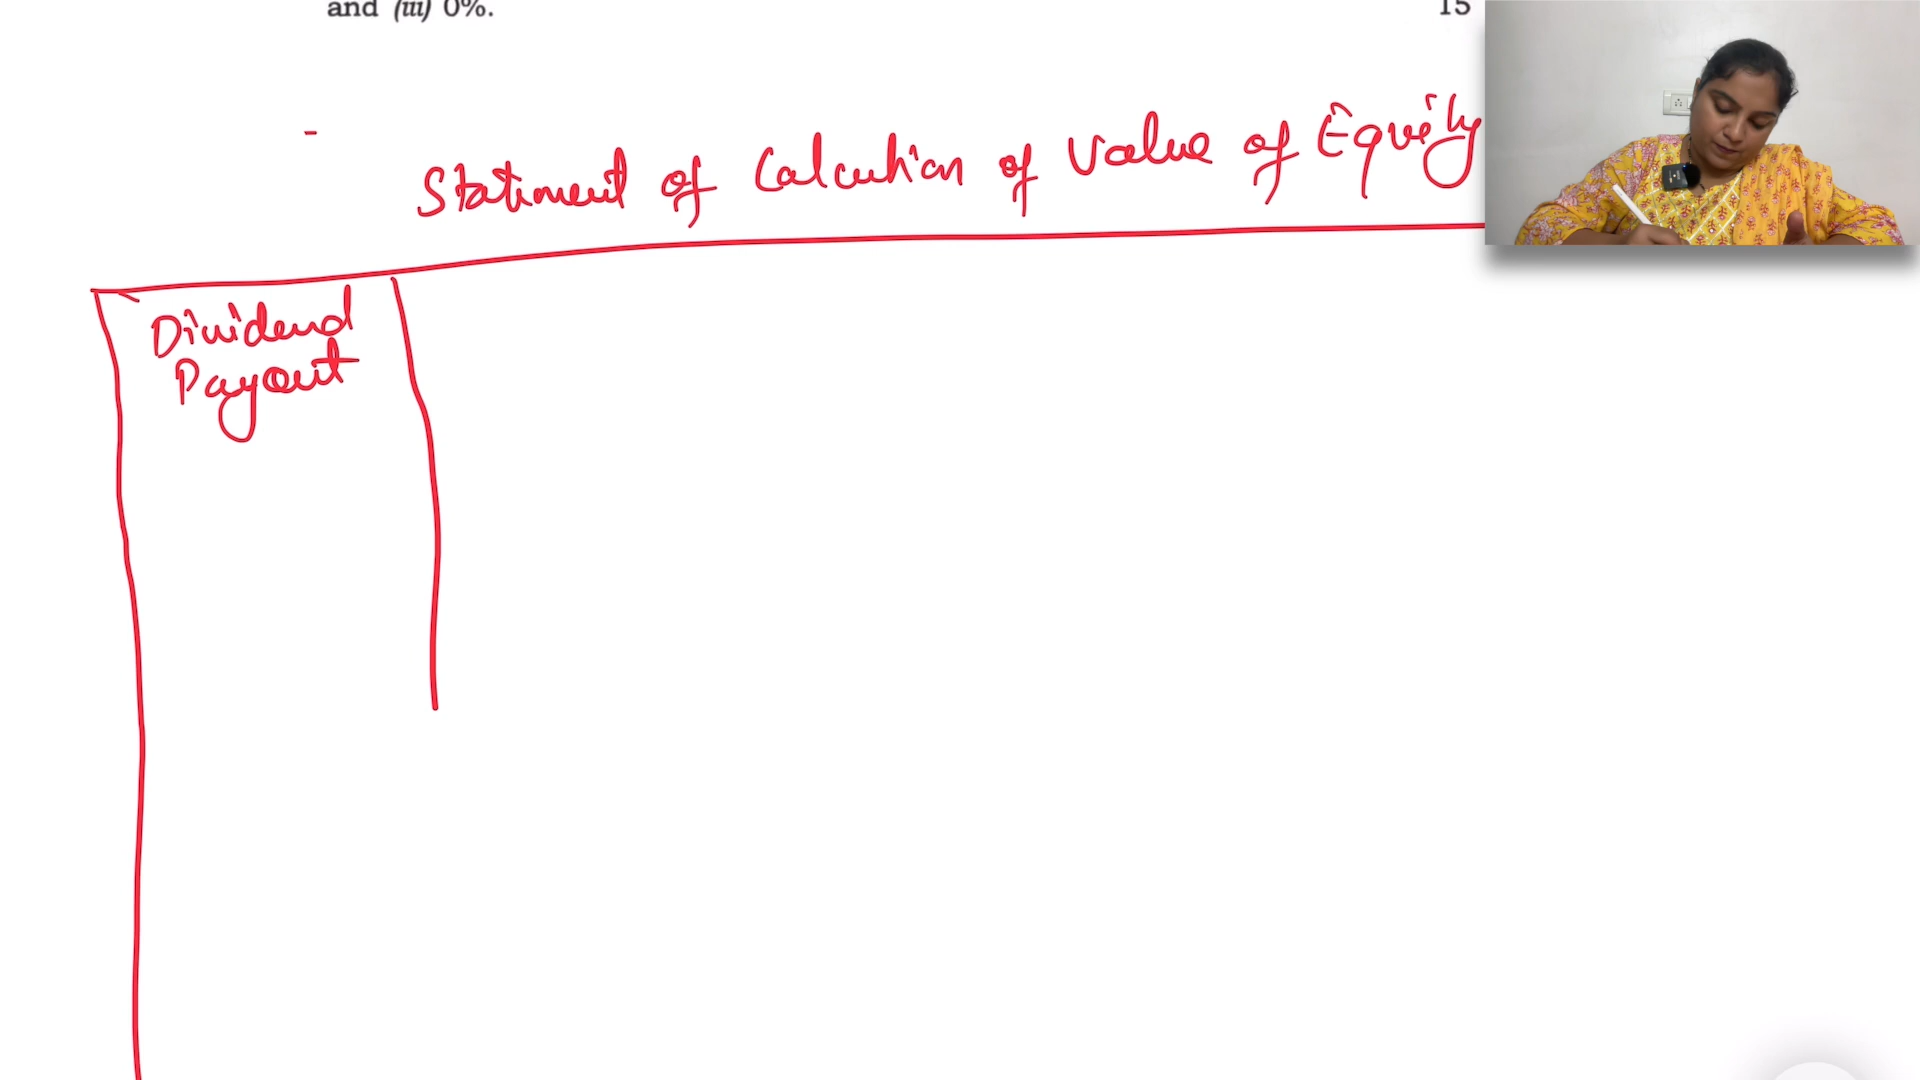 and (iii) 0%.
15
Statement of Calculation of Value of Equity
Dividend
Payout